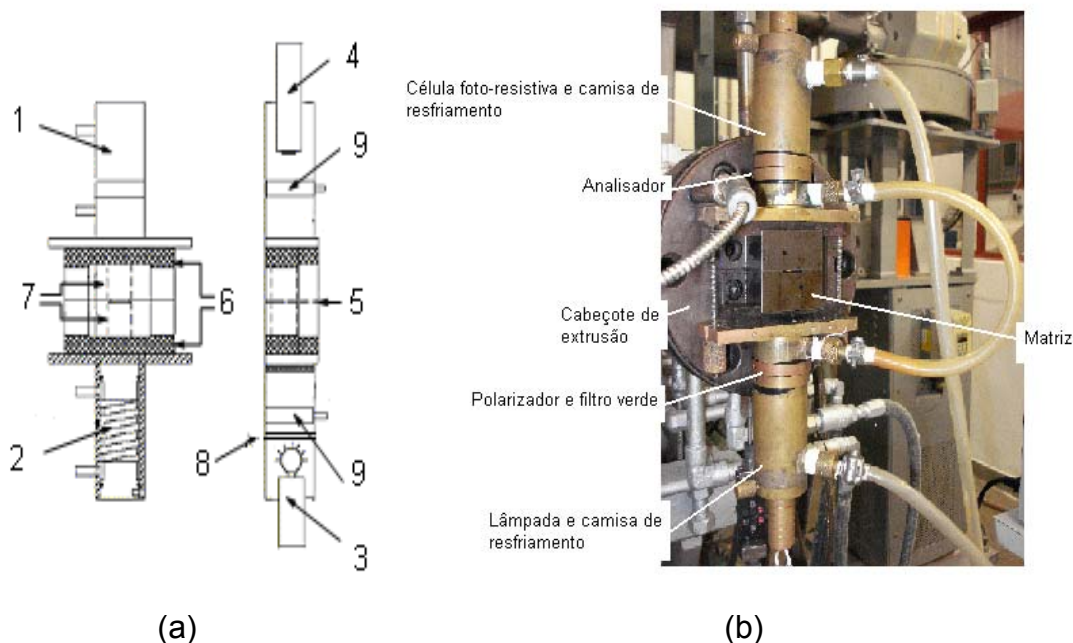 1
2
3
4
5
6
7
8
9
9
Célula foto-resistiva e camisa de
resfriamento
Analisador
Cabeçote de
extrusão
Matriz
Polarizador e filtro verde
Lâmpada e camisa de
resfriamento
(a)
(b)